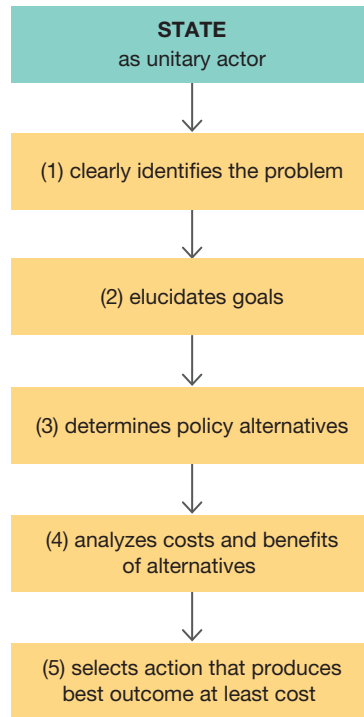 STATE
as unitary actor
(1) clearly identifies the problem
(2) elucidates goals
(3) determines policy alternatives
(4) analyzes costs and benefits
of alternatives
(5) selects action that produces
best outcome at least cost